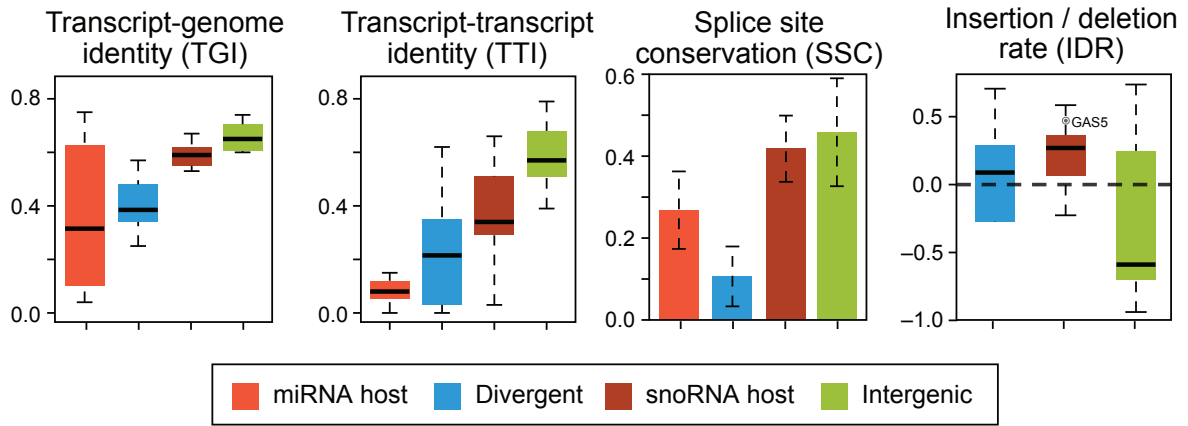 Transcript-genome
identity (TGI)
0.8
0.4
0.0
Transcript-transcript
identity (TTI)
0.8
0.4
0.0
Splice site
conservation (SSC)
0.6
0.4
0.2
0.0
Insertion / deletion
rate (IDR)
0.5
GAS5
0.0
−0.5
−1.0
miRNA host
Divergent
snoRNA host
Intergenic